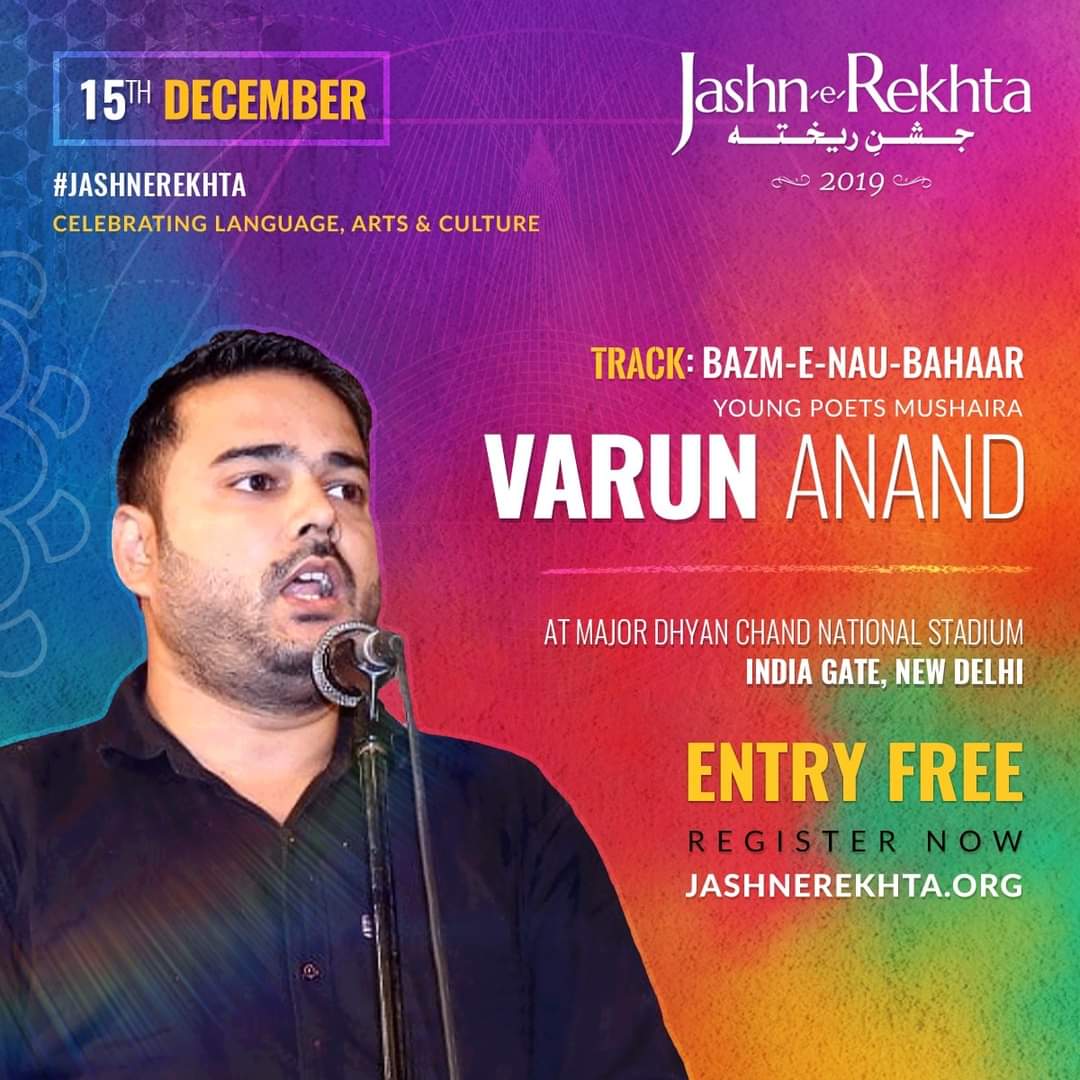 15TH DECEMBER
#JASHNEREKHTA
CELEBRATING LANGUAGE, ARTS & CULTURE
Jashn-e-Rekhta
جشنِ ریختہ
2019
TRACK: BAZM-E-NAU-BAHAAR
YOUNG POETS MUSHAIRA
VARUN ANAND
AT MAJOR DHYAN CHAND NATIONAL STADIUM
INDIA GATE, NEW DELHI
ENTRY FREE
REGISTER NOW
JASHNEREKHTA.ORG